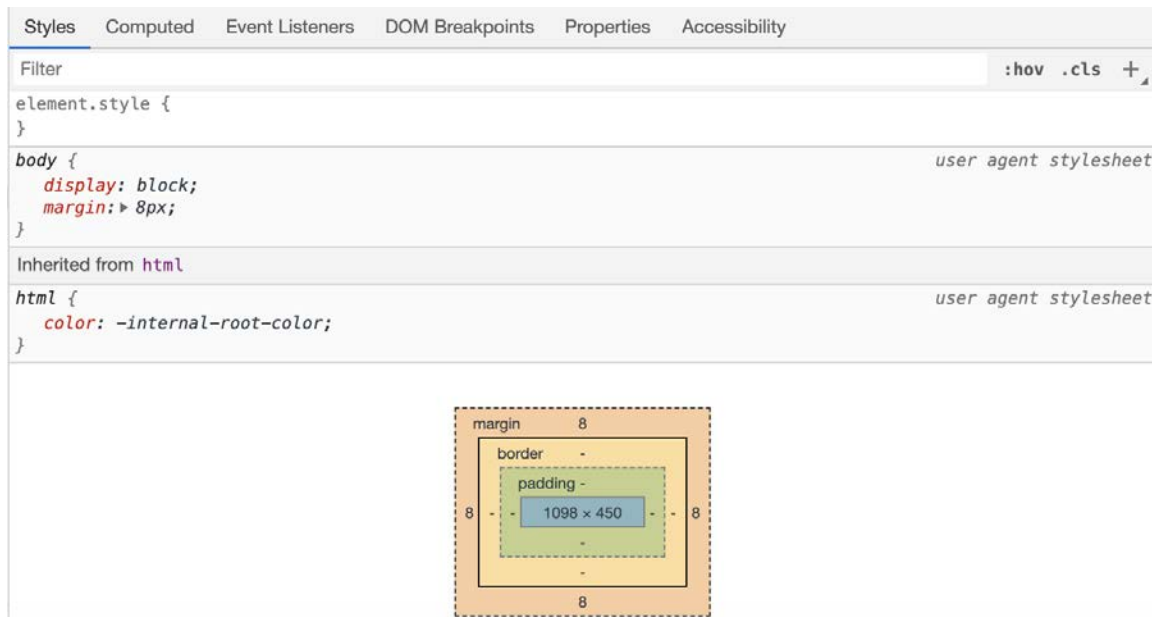 Styles Computed Event Listeners DOM Breakpoints Properties Accessibility
Filter :hov .cls +
element.style {
}
body { user agent stylesheet
display: block;
margin: 8px;
}
Inherited from html
html { user agent stylesheet
color: -internal-root-color;
}
margin 8
border -
padding -
8 - - 1098 × 450 - - 8
-
-
8